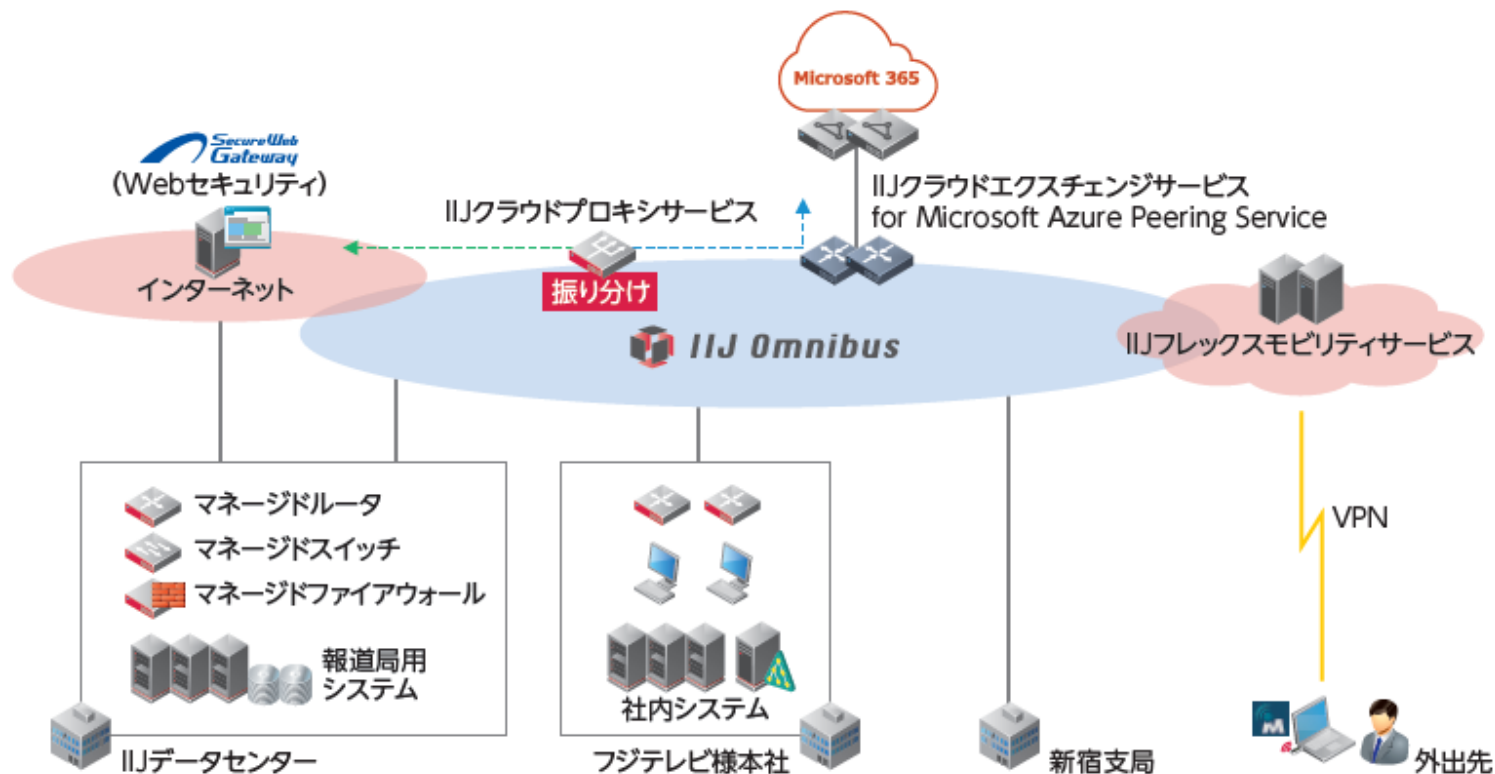 Microsoft 365
SecureWeb
Gateway
(Webセキュリティ)
IIJクラウドプロキシサービス
IIJクラウドエクスチェンジサービス
for Microsoft Azure Peering Service
インターネット
振り分け
IIJ Omnibus
IIJフレックスモビリティサービス
マネージドルータ
マネージドスイッチ
マネージドファイアウォール
報道局用
システム
IIJデータセンター
社内システム
フジテレビ様本社
新宿支局
VPN
M
外出先